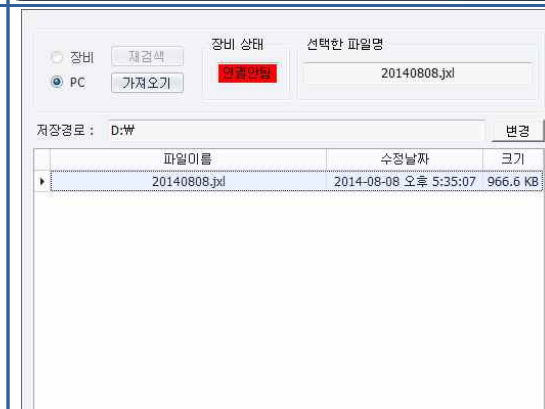 장비 상태
선택한 파일명
장비
재검색
연결안됨
20140808.jxl
PC
가져오기
저장경로 : D:₩
변경
파일이름 수정날짜 크기
20140808.jxl 2014-08-08 오후 5:35:07 966.6 KB